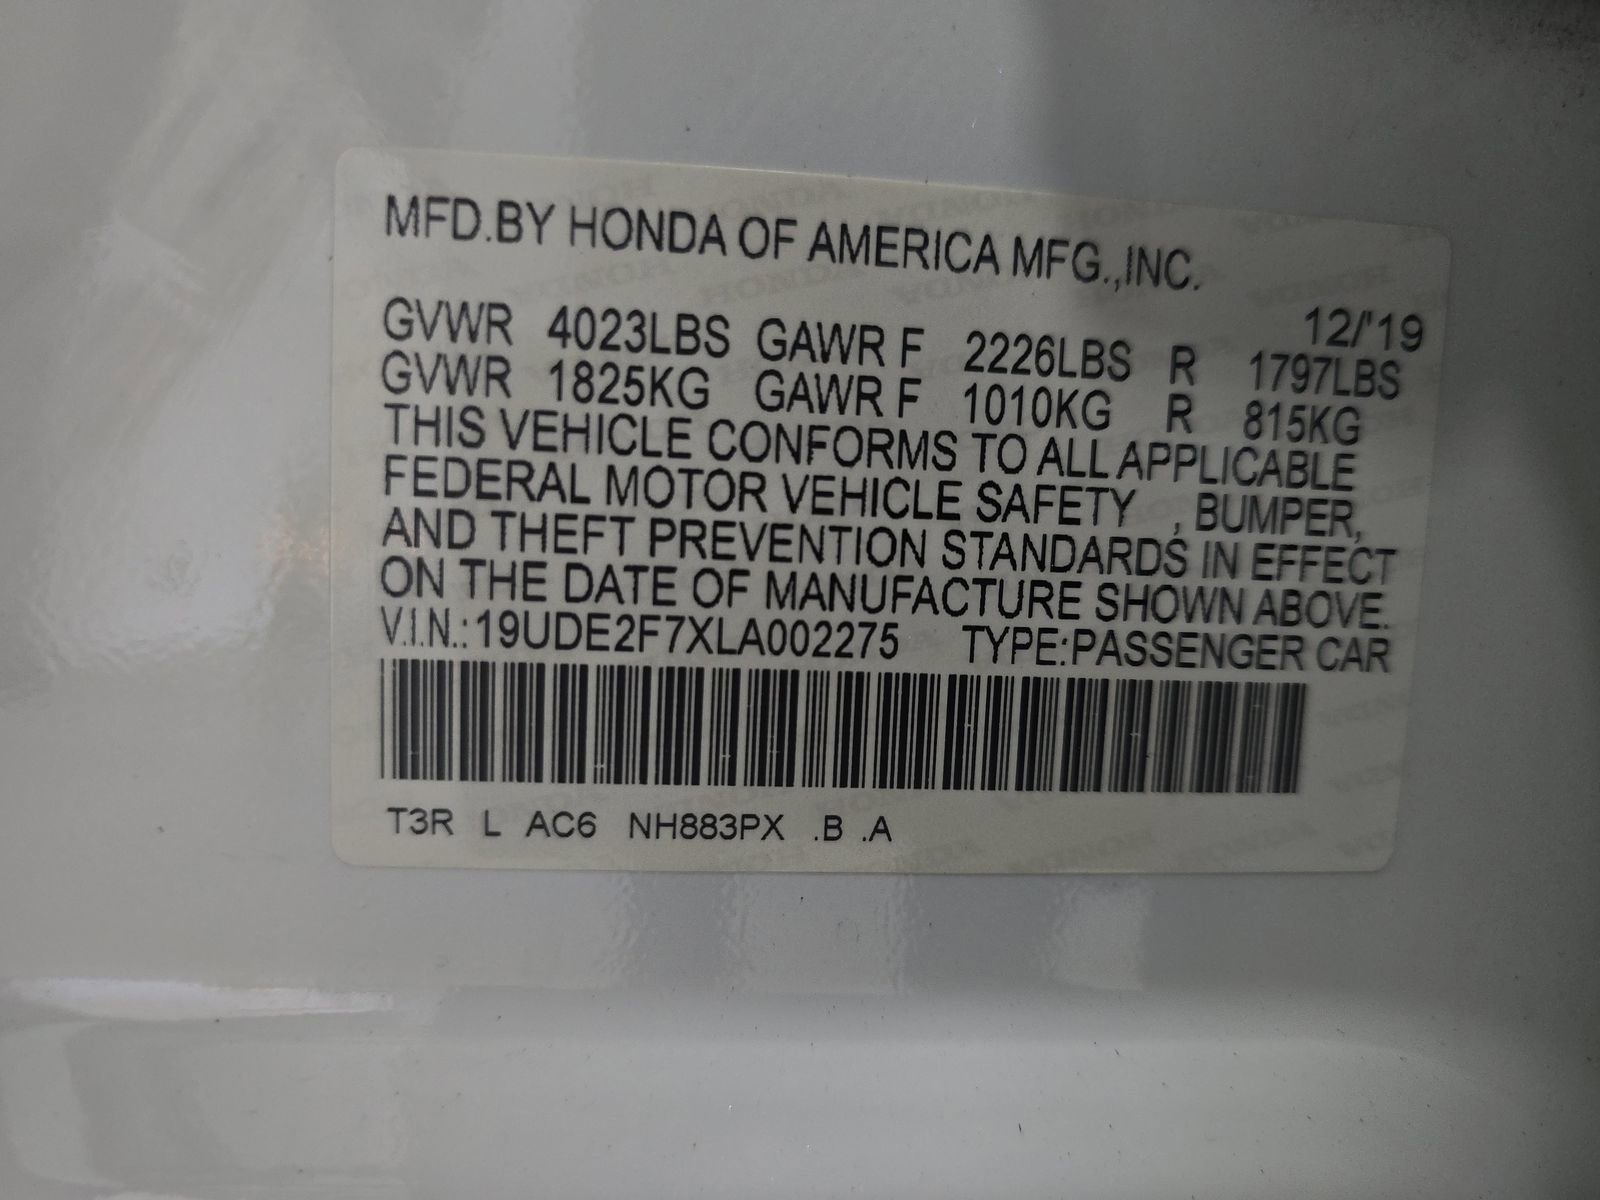 MFD.BY HONDA OF AMERICA MFG.,INC.
12/'19
GVWR 4023LBS GAWR F 2226LBS R 1797LBS
GVWR 1825KG GAWR F 1010KG R 815KG
THIS VEHICLE CONFORMS TO ALL APPLICABLE
FEDERAL MOTOR VEHICLE SAFETY , BUMPER,
AND THEFT PREVENTION STANDARDS IN EFFECT
ON THE DATE OF MANUFACTURE SHOWN ABOVE.
V.I.N.:19UDE2F7XLA002275 TYPE:PASSENGER CAR
T3R L AC6 NH883PX .B .A